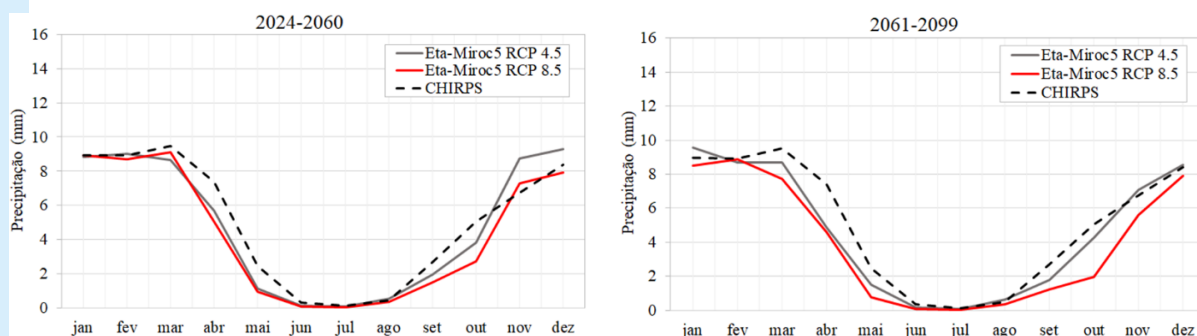 2024-2060
16
14
12
10
8
6
4
2
0
Precipitação (mm)
Eta-Miroc5 RCP 4.5
Eta-Miroc5 RCP 8.5
CHIRPS
jan fev mar abr mai jun jul ago set out nov dez
2061-2099
16
14
12
10
8
6
4
2
0
Precipitação (mm)
Eta-Miroc5 RCP 4.5
Eta-Miroc5 RCP 8.5
CHIRPS
jan fev mar abr mai jun jul ago set out nov dez